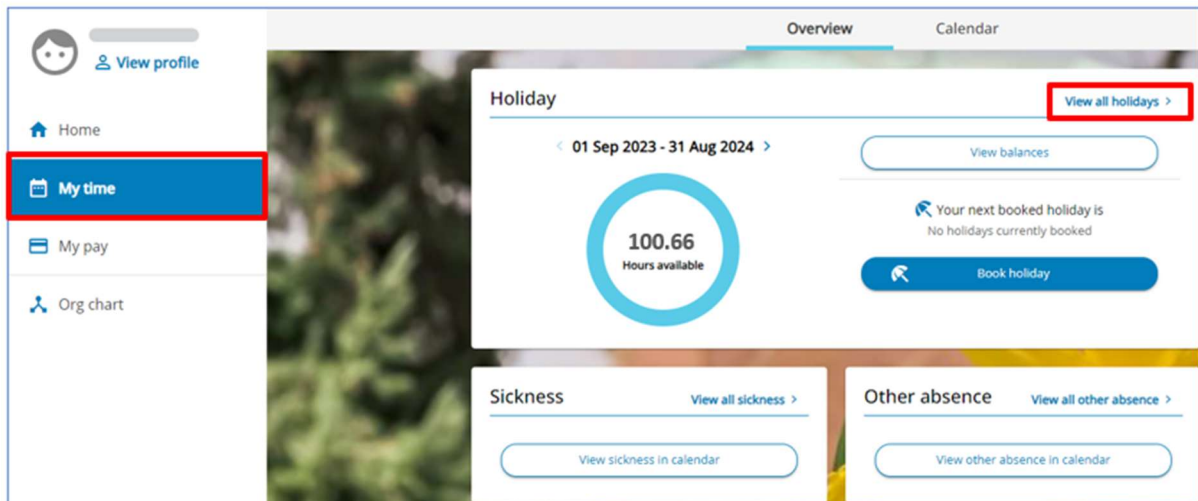 View profile
Home
My time
My pay
Org chart
Overview Calendar
Holiday View all holidays >
< 01 Sep 2023 - 31 Aug 2024 >
100.66
Hours available
View balances
Your next booked holiday is
No holidays currently booked
Book holiday
Sickness View all sickness >
View sickness in calendar
Other absence View all other absence >
View other absence in calendar